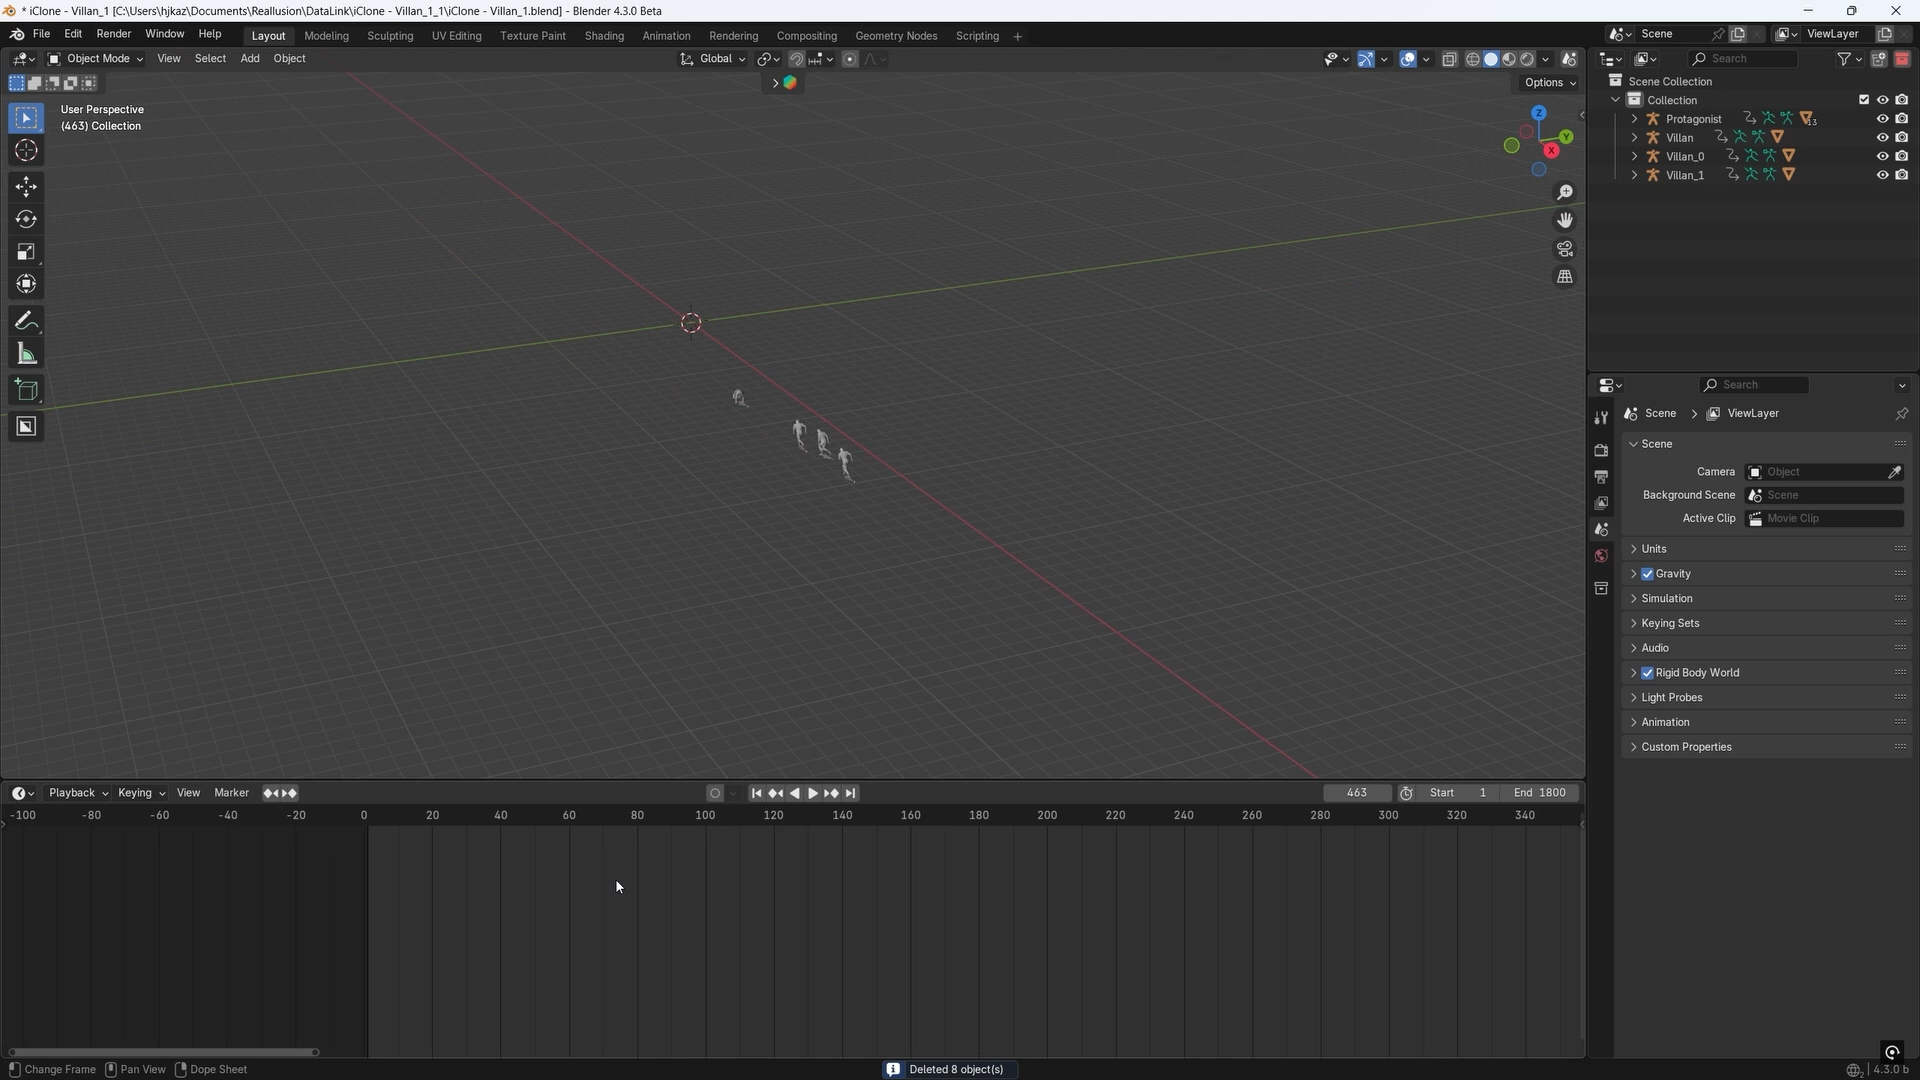 * iClone - Villan_1 [C:\Users\hjkaz\Documents\Reallusion\DataLink\iClone - Villan_1_1\iClone - Villan_1.blend] - Blender 4.3.0 Beta
File Edit Render Window Help Layout Modeling Sculpting UV Editing Texture Paint Shading Animation Rendering Compositing Geometry Nodes Scripting + Scene ViewLayer
Object Mode View Select Add Object Global Search
Options
User Perspective
(463) Collection
Z
Y
X
Scene Collection
Collection
Protagonist 13
Villan
Villan_0
Villan_1
Search
Scene > ViewLayer
Scene
Camera Object
Background Scene Scene
Active Clip Movie Clip
Units
Gravity
Simulation
Keying Sets
Audio
Rigid Body World
Light Probes
Animation
Custom Properties
Playback Keying View Marker 463 Start 1 End 1800
-100 -80 -60 -40 -20 0 20 40 60 80 100 120 140 160 180 200 220 240 260 280 300 320 340
Change Frame Pan View Dope Sheet Deleted 8 object(s) 4.3.0 b